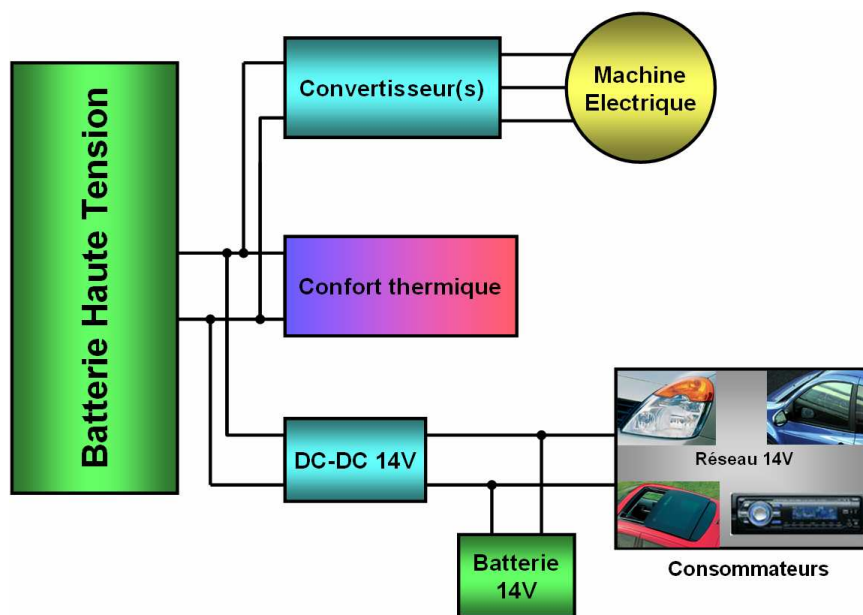 Batterie Haute Tension
Convertisseur(s)
Machine
Electrique
Confort thermique
DC-DC 14V
Réseau 14V
Batterie
14V
Consommateurs